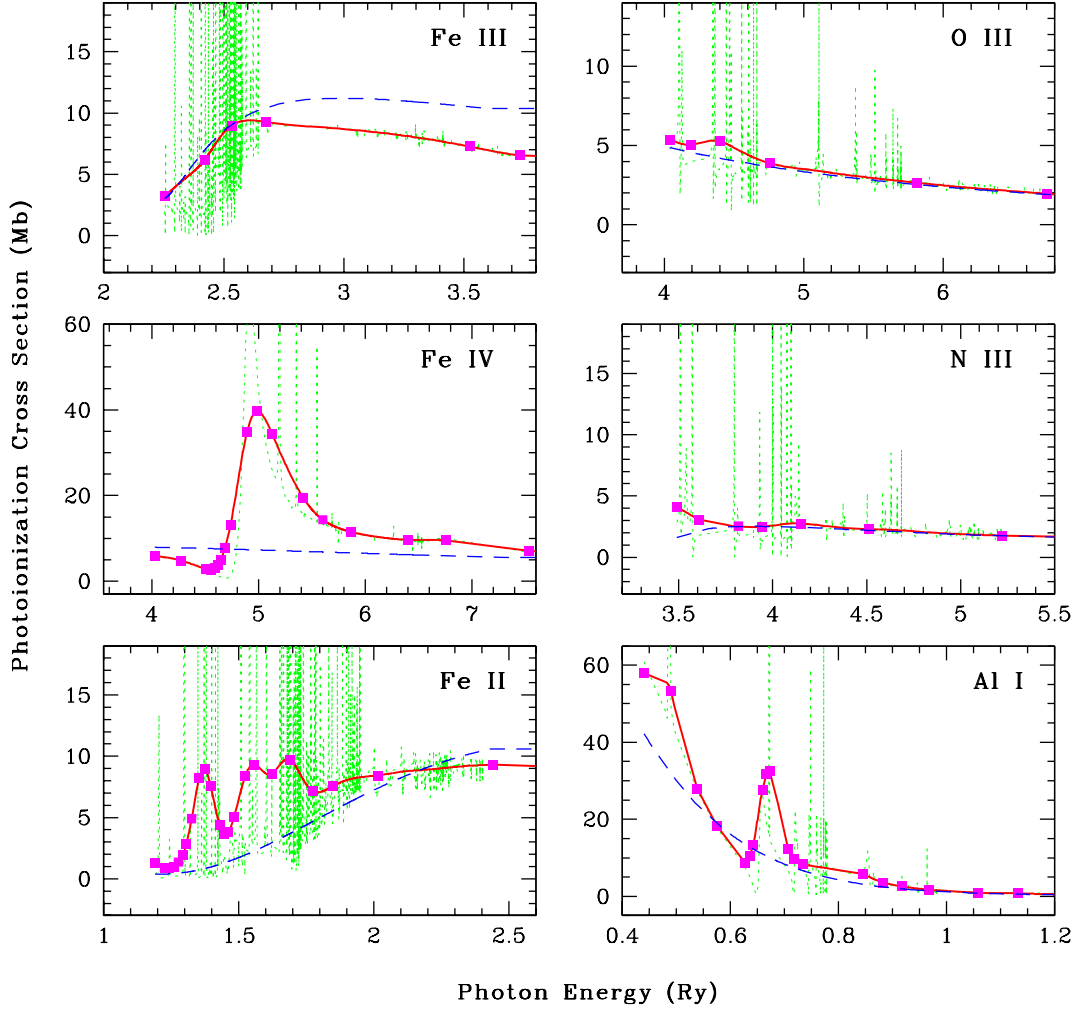 Photoionization Cross Section (Mb)
Fe III
15
10
5
0
2 2.5 3 3.5
O III
10
5
0
4 5 6
Fe IV
60
40
20
0
4 5 6 7
N III
15
10
5
0
3.5 4 4.5 5 5.5
Fe II
15
10
5
0
1 1.5 2 2.5
Al I
60
40
20
0
0.4 0.6 0.8 1 1.2
Photon Energy (Ry)